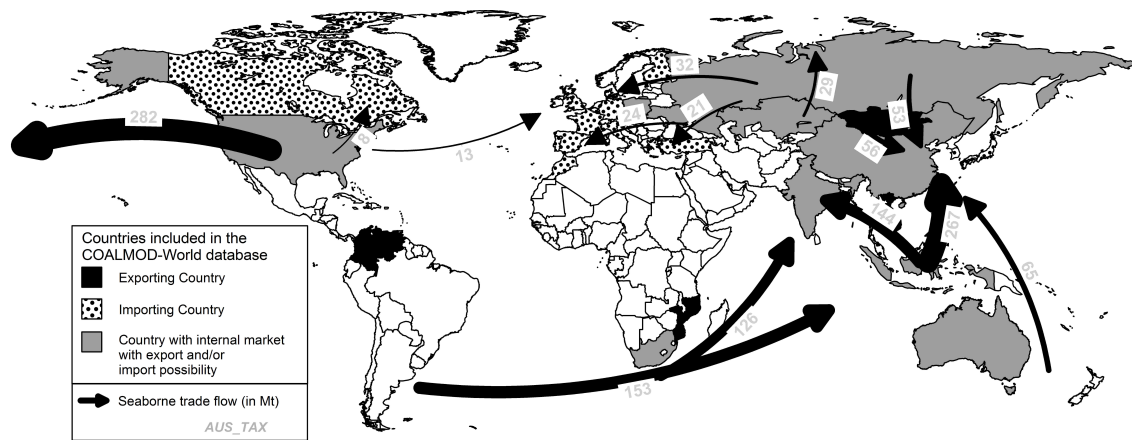 32
29
53
282
24
21
8
56
13
144
267
65
126
153
Countries included in the
COALMOD-World database
Exporting Country
Importing Country
Country with internal market
with export and/or
import possibility
Seaborne trade flow (in Mt)
AUS_TAX